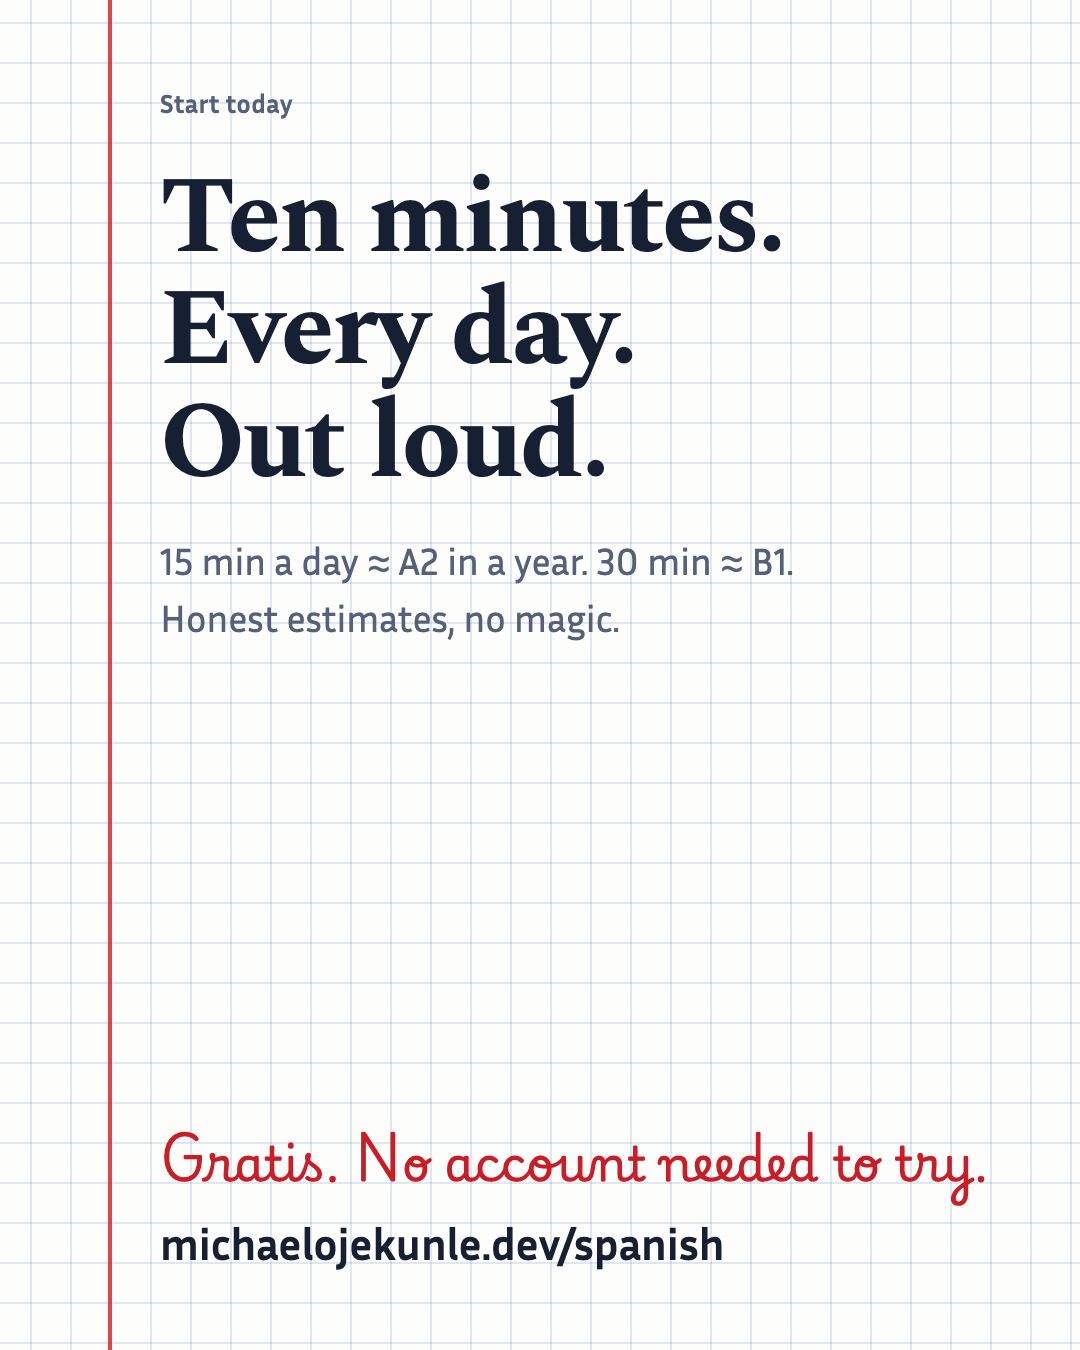 Start today
Ten minutes.
Every day.
Out loud.
15 min a day ≈ A2 in a year. 30 min ≈ B1.
Honest estimates, no magic.
Gratis. No account needed to try.
michaelojekunle.dev/spanish